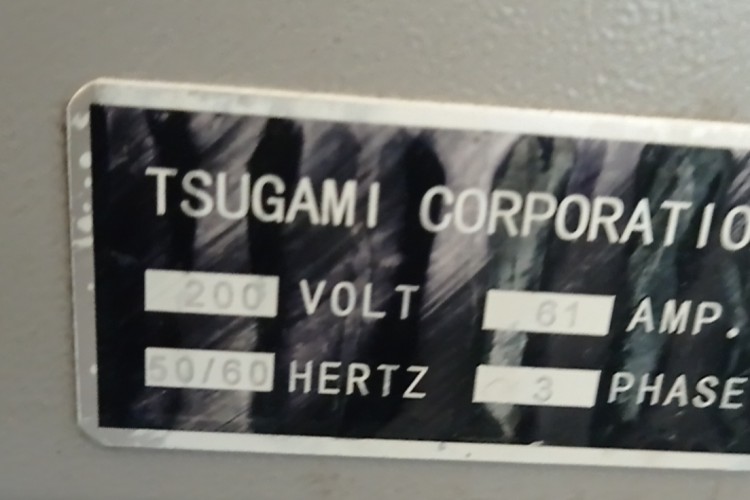 TSUGAMI CORPORATIO
200 VOLT 61 AMP.
50/60 HERTZ 3 PHASE